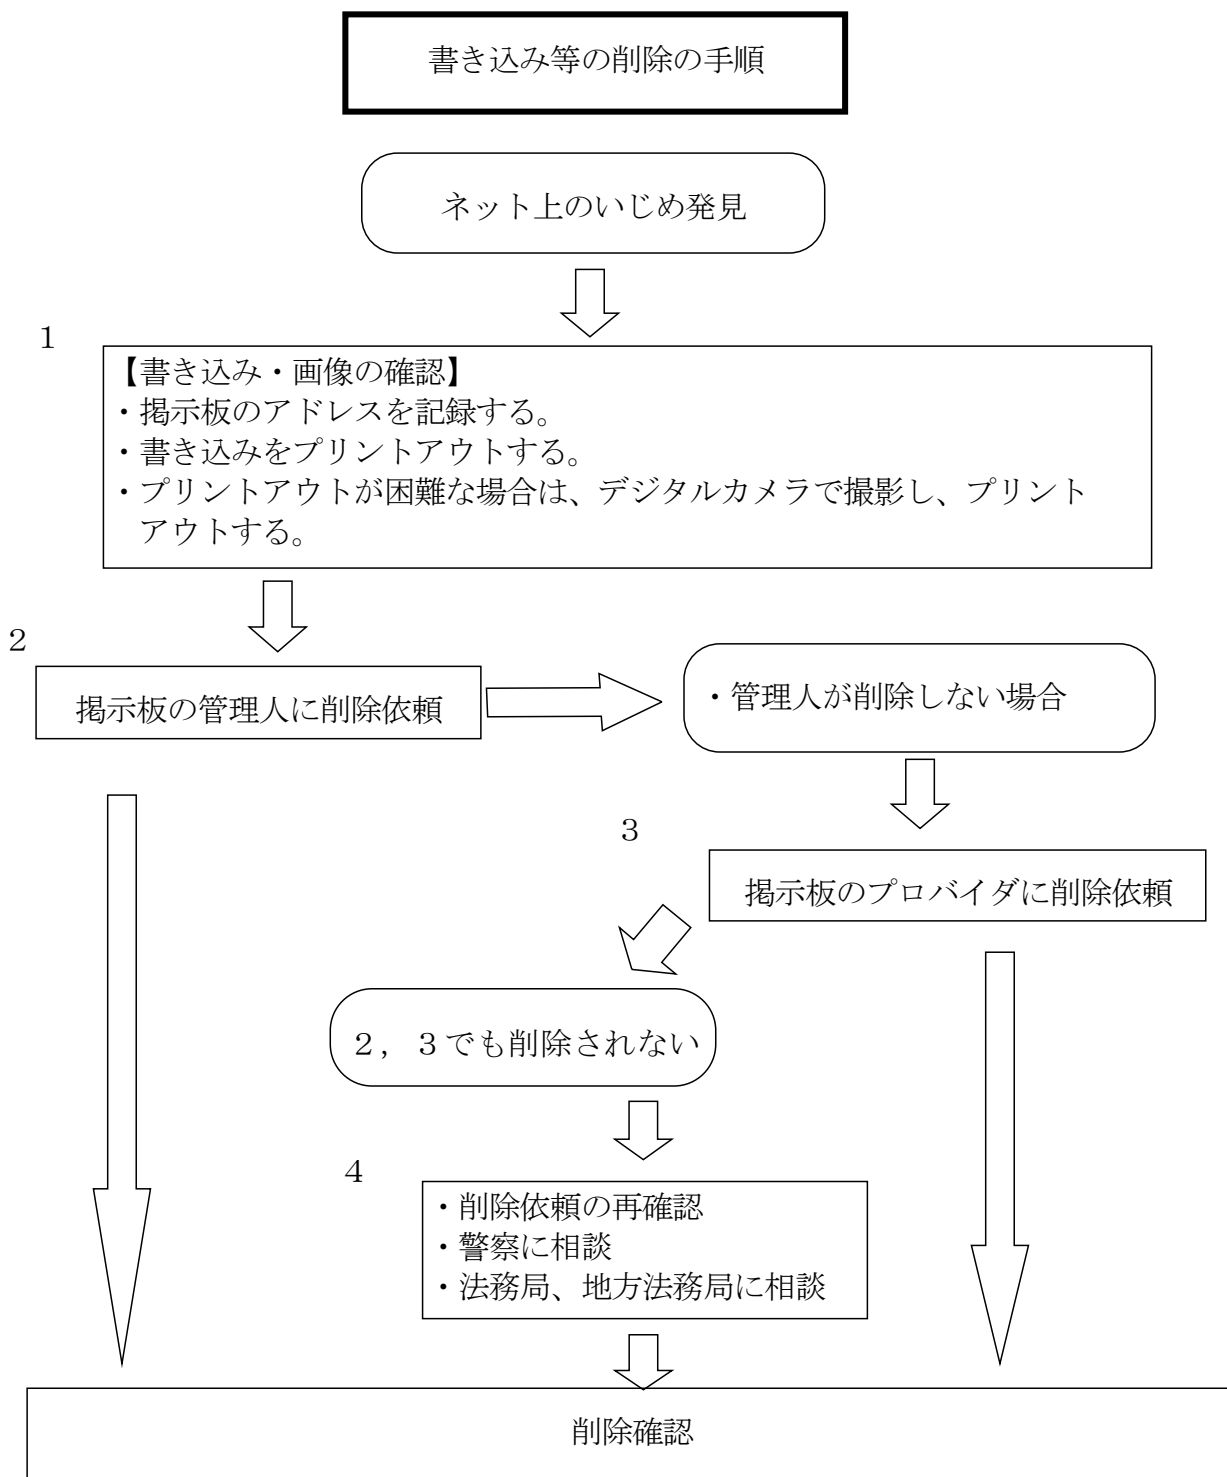 書き込み等の削除の手順
ネット上のいじめ発見
１
【書き込み・画像の確認】
・掲示板のアドレスを記録する。
・書き込みをプリントアウトする。
・プリントアウトが困難な場合は、デジタルカメラで撮影し、プリント
アウトする。
２
掲示板の管理人に削除依頼
・管理人が削除しない場合
３
掲示板のプロバイダに削除依頼
２，３でも削除されない
４
・削除依頼の再確認
・警察に相談
・法務局、地方法務局に相談
削除確認